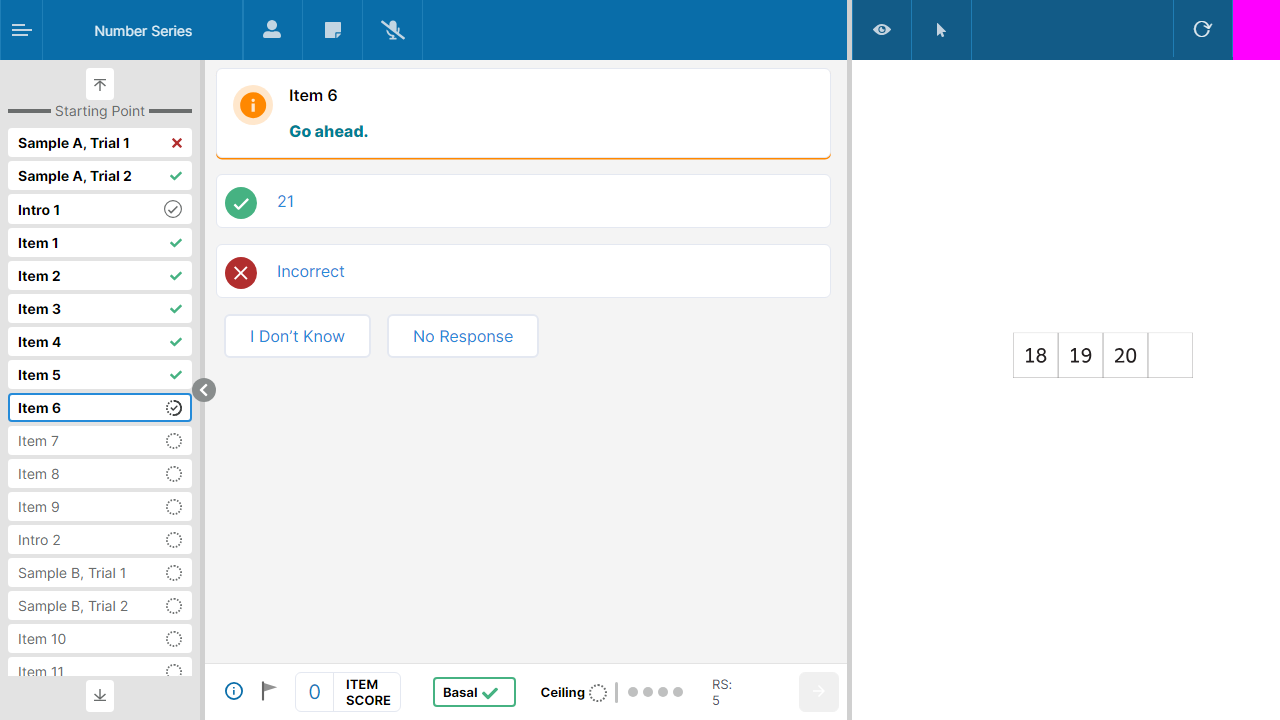 Number Series
Starting Point
Sample A, Trial 1
Sample A, Trial 2
Intro 1
Item 1
Item 2
Item 3
Item 4
Item 5
Item 6
Item 7
Item 8
Item 9
Intro 2
Sample B, Trial 1
Sample B, Trial 2
Item 10
Item 11
Item 6
Go ahead.
21
Incorrect
I Don’t Know
No Response
0
ITEM
SCORE
Basal
Ceiling
RS:
5
18 19 20